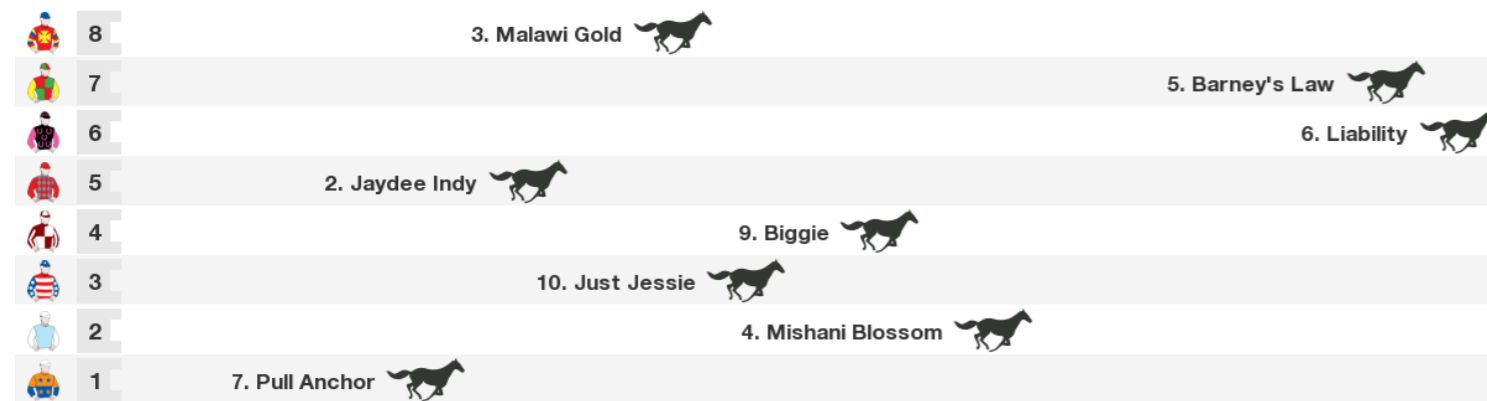 8 3. Malawi Gold
7 5. Barney's Law
6 6. Liability
5 2. Jaydee Indy
4 9. Biggie
3 10. Just Jessie
2 4. Mishani Blossom
1 7. Pull Anchor